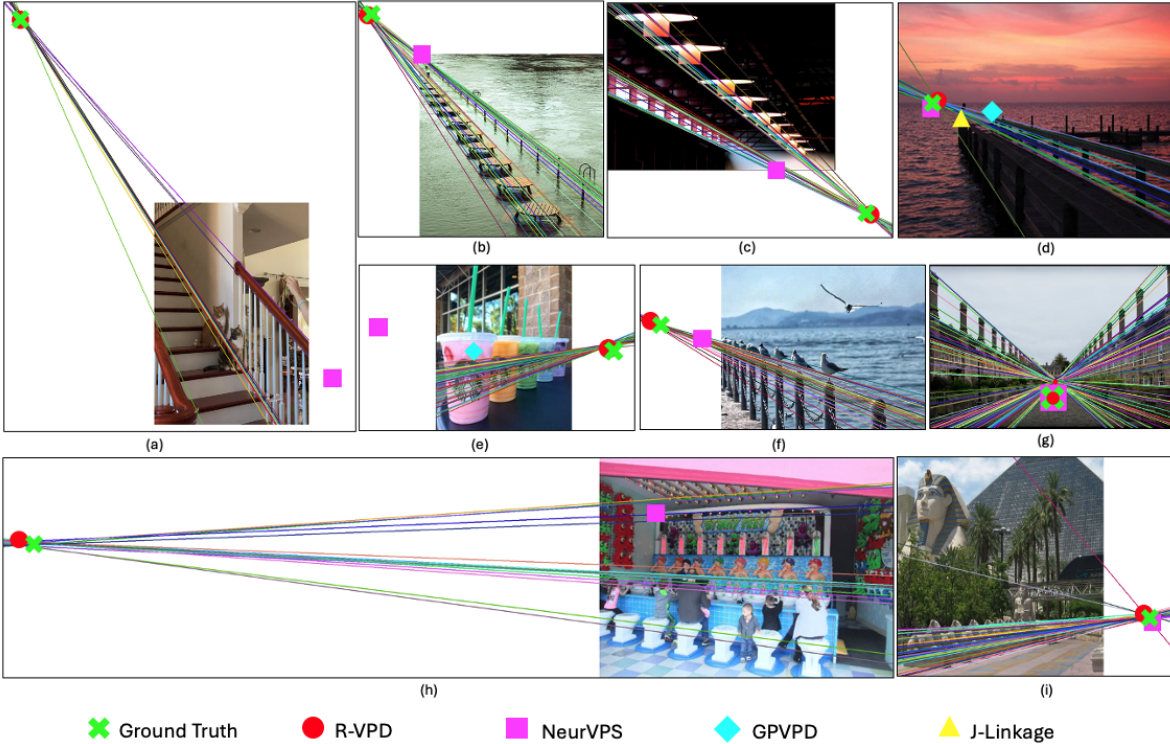 (a)
(b)
(c)
(d)
(e)
(f)
(g)
(h)
(i)
Ground Truth
R-VPD
NeurVPS
GPVPD
J-Linkage